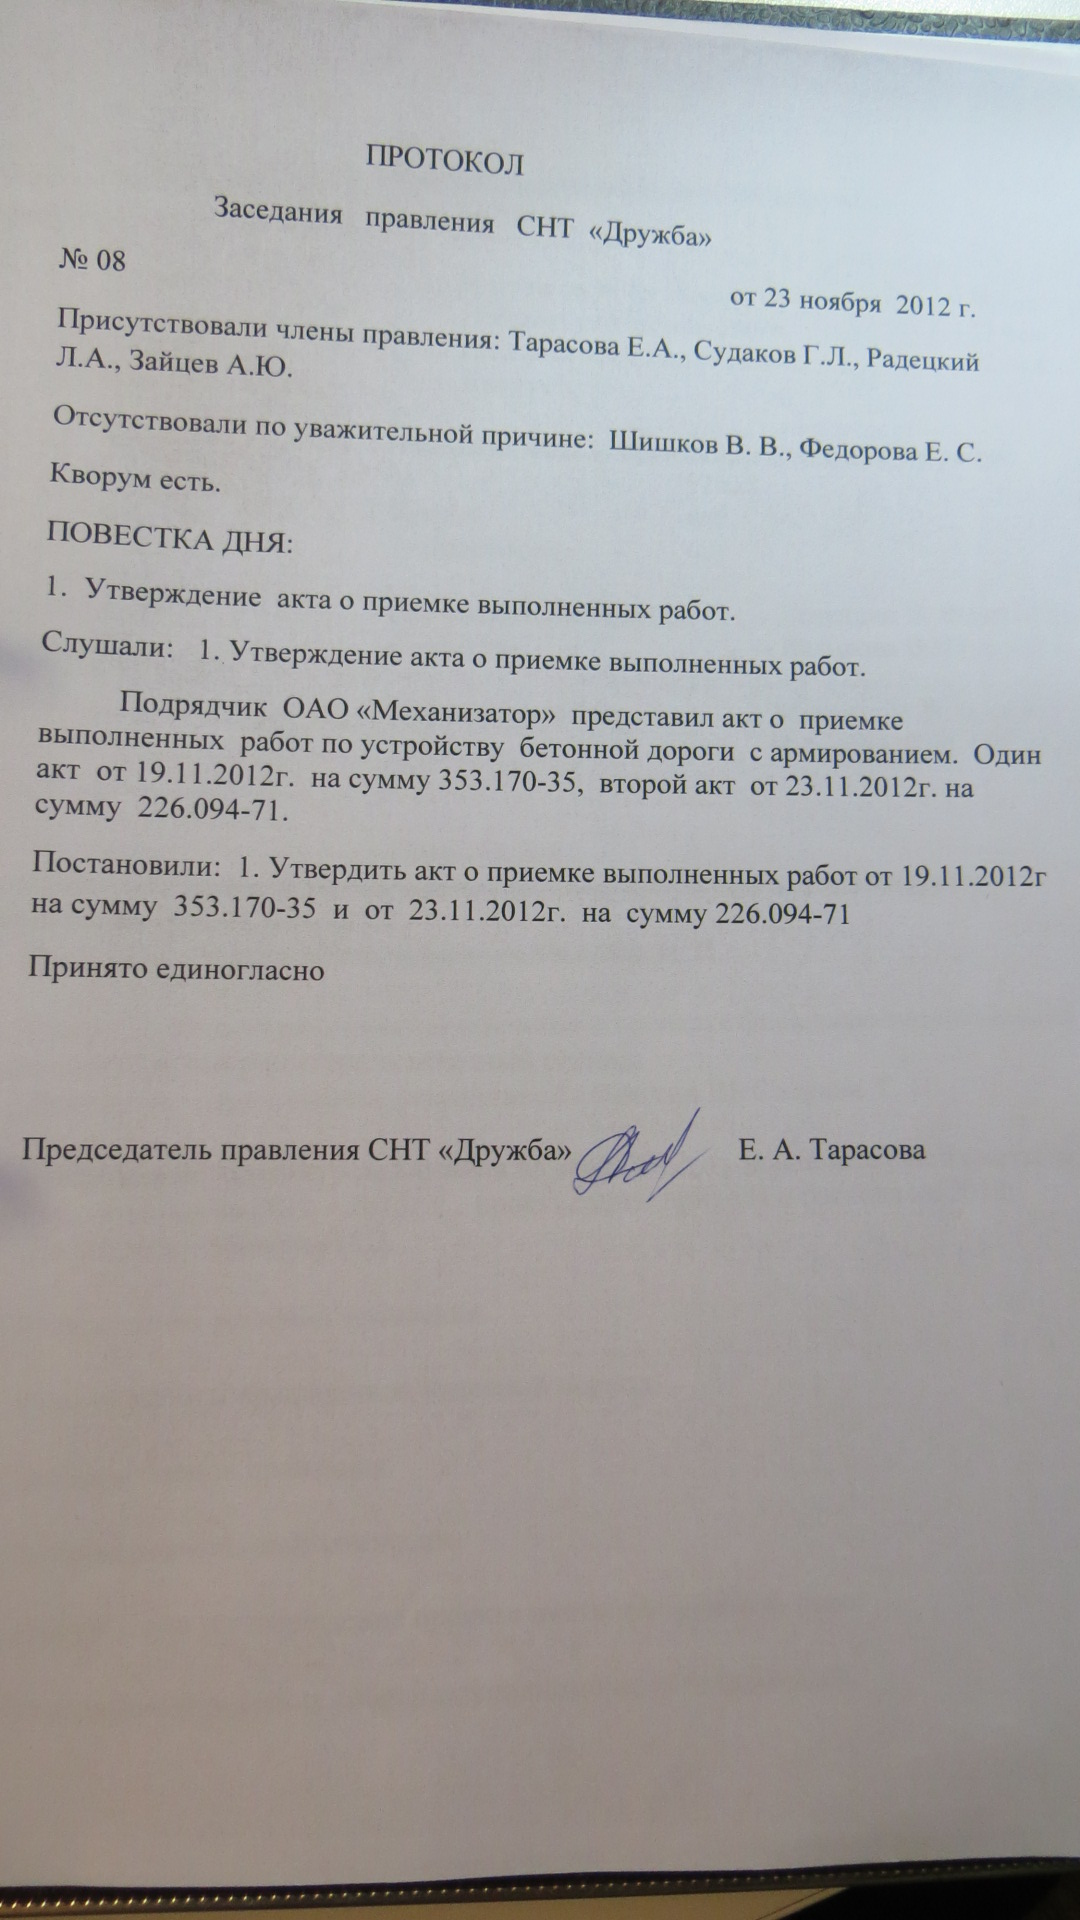 ПРОТОКОЛ
Заседания правления СНТ «Дружба»
№ 08
от 23 ноября 2012 г.
Присутствовали члены правления: Тарасова Е.А., Судаков Г.Л., Радецкий
Л.А., Зайцев А.Ю.
Отсутствовали по уважительной причине: Шишков В. В., Федорова Е. С.
Кворум есть.
ПОВЕСТКА ДНЯ:
1. Утверждение акта о приемке выполненных работ.
Слушали: 1. Утверждение акта о приемке выполненных работ.
Подрядчик ОАО «Механизатор» представил акт о приемке
выполненных работ по устройству бетонной дороги с армированием. Один
акт от 19.11.2012г. на сумму 353.170-35, второй акт от 23.11.2012г. на
сумму 226.094-71.
Постановили: 1. Утвердить акт о приемке выполненных работ от 19.11.2012г
на сумму 353.170-35 и от 23.11.2012г. на сумму 226.094-71
Принято единогласно
Председатель правления СНТ «Дружба» Е. А. Тарасова